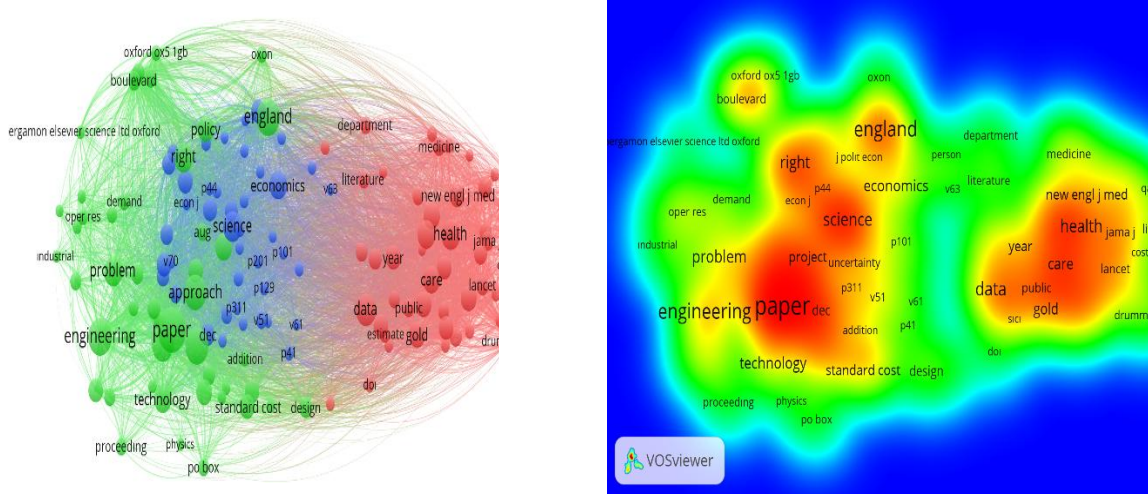 oxford ox5 1gb
oxon
boulevard
england
ergamon elsevier science ltd oxford
policy
department
medicine
right
p44
economics
v63
literature
new engl j med
demand
econ j
oper res
aug
science
health
jama j
industrial
p201
p101
year
problem
v70
p129
care
lancet
approach
data
public
p311
engineering
paper
dec
v51
v61
estimate
gold
addition
p41
doi
technology
standard cost
design
proceeding
physics
po box
oxford ox5 1gb
oxon
boulevard
england
ergamon elsevier science ltd oxford
j polit econ
person
department
medicine
right
p44
economics
v63
literature
new engl j med
demand
econ j
oper res
science
health
jama j
industrial
p101
year
cost
problem
project
uncertainty
care
lancet
p311
data
public
engineering
paper
dec
v51
v61
sici
gold
drumm
addition
p41
doi
technology
standard cost
design
proceeding
physics
po box
VOSviewer